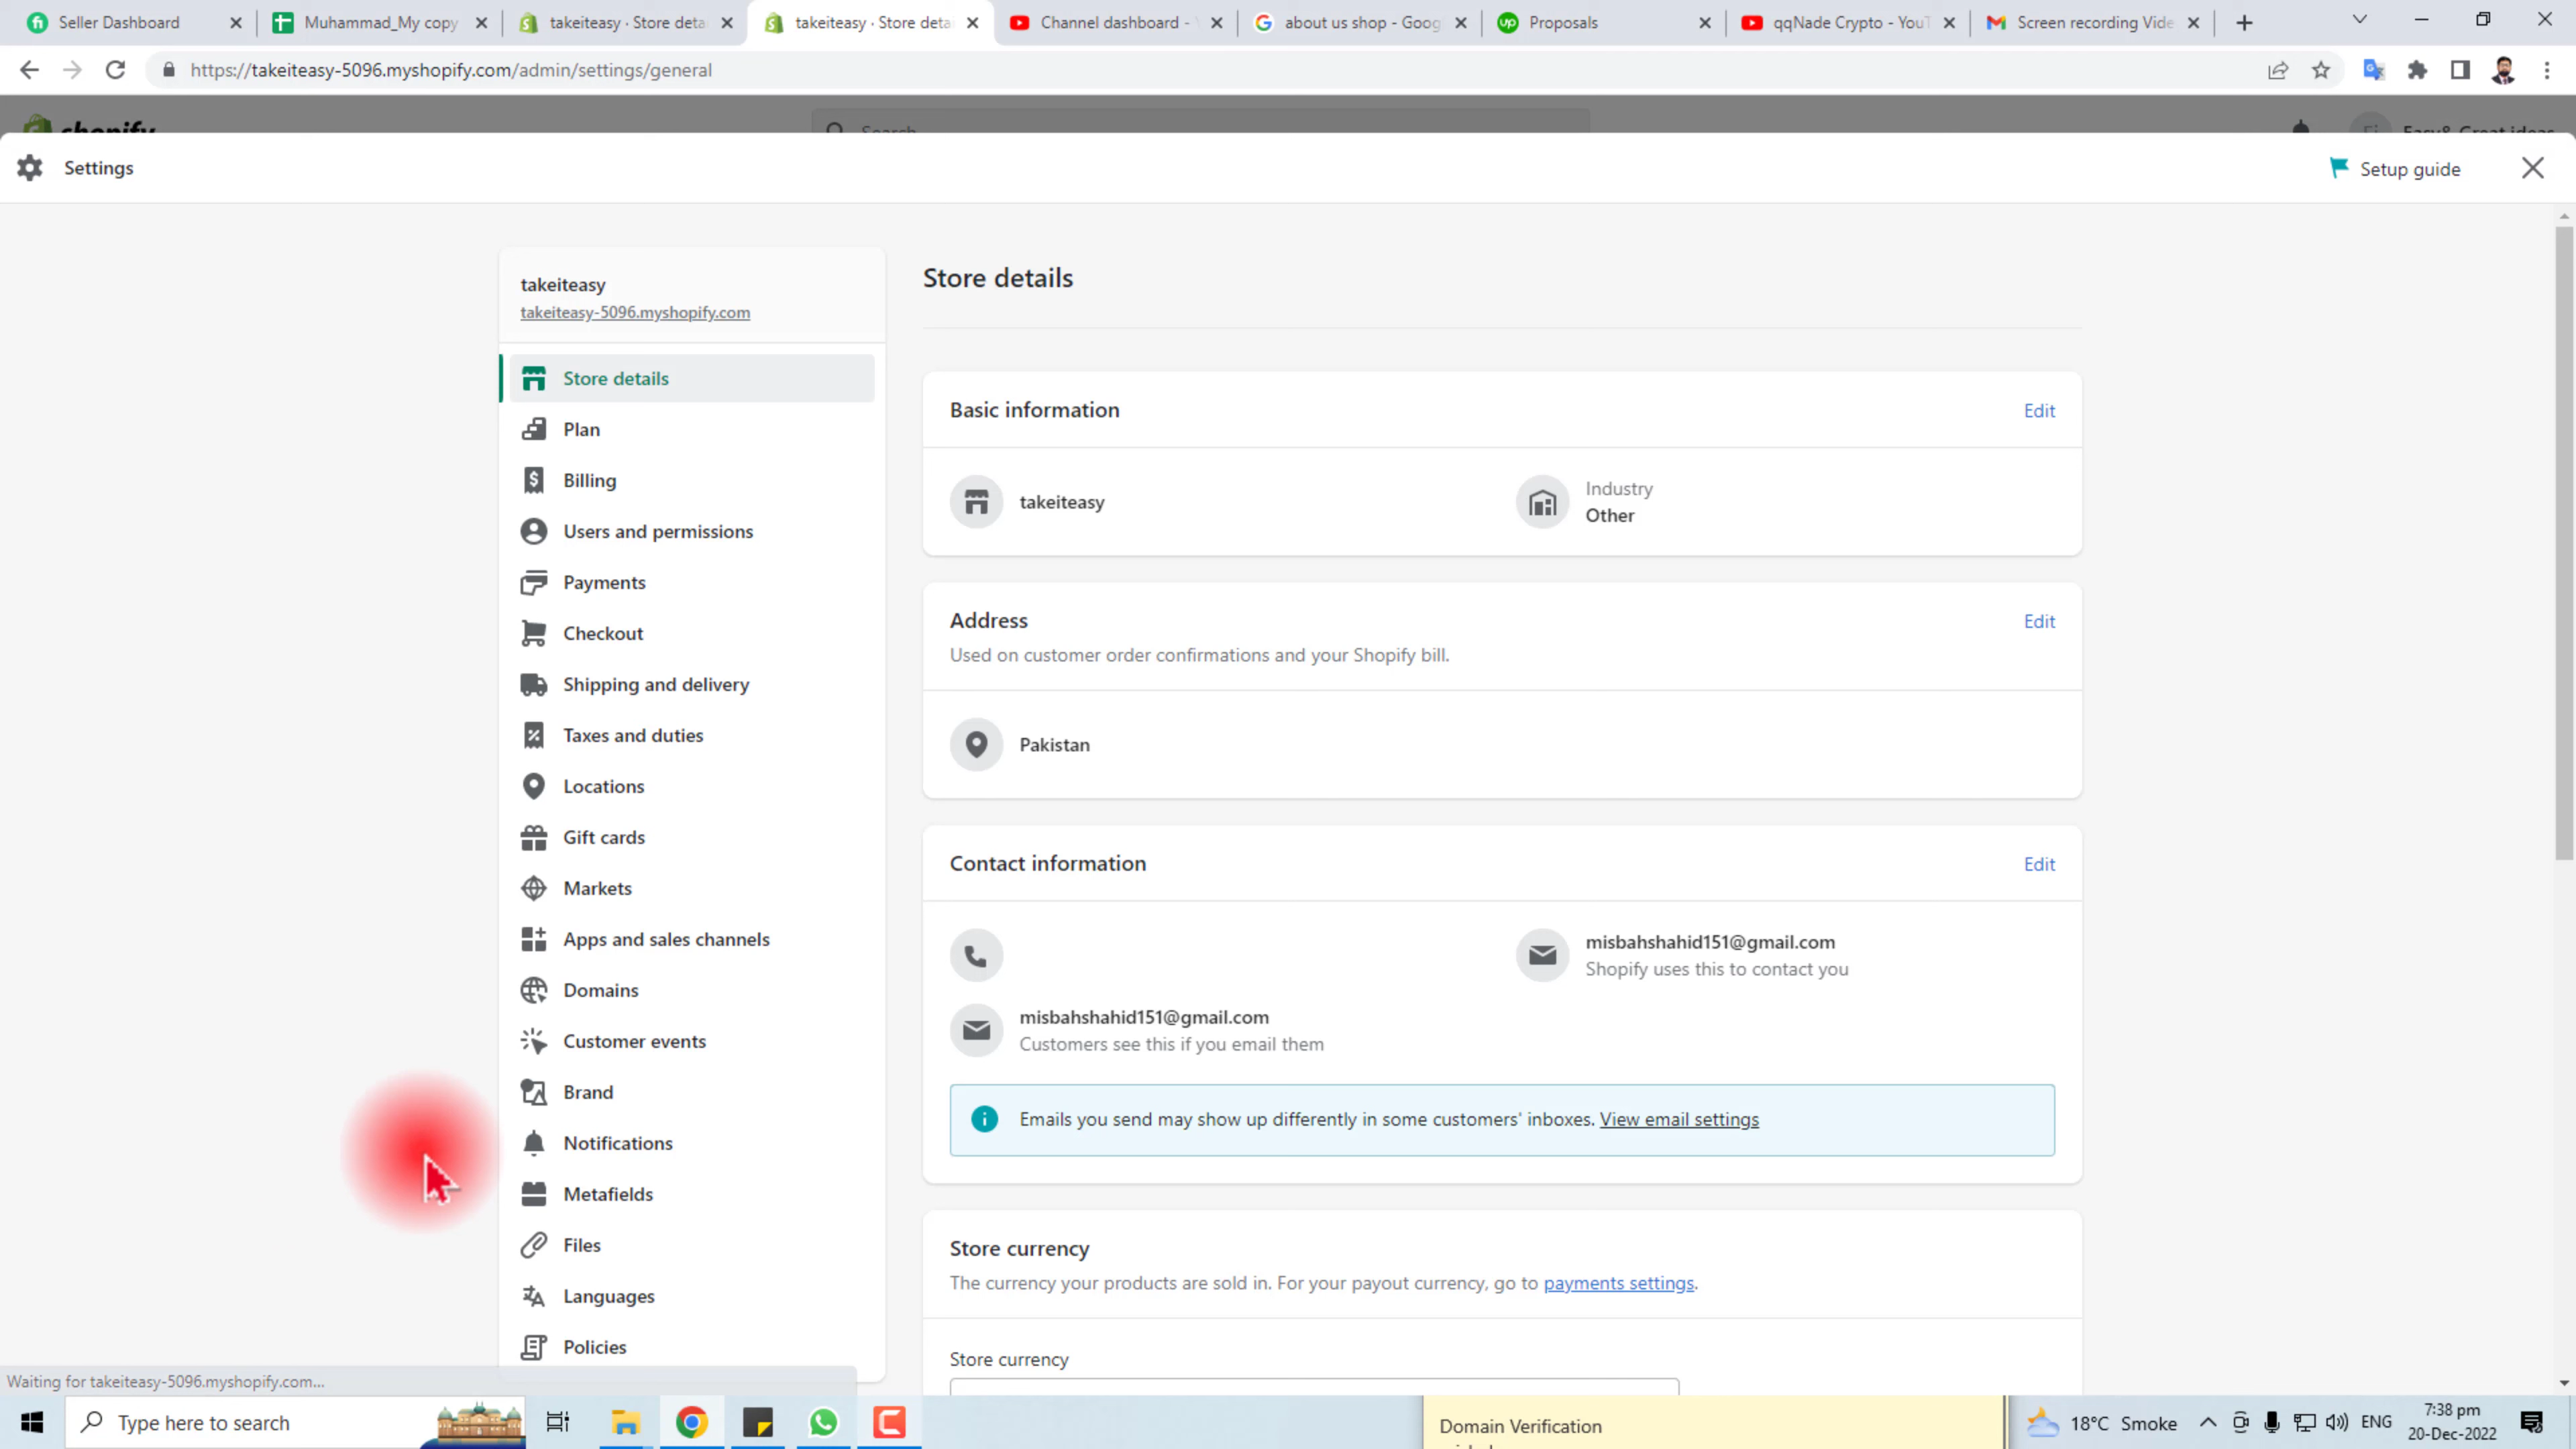 Seller Dashboard
Muhammad_My copy
takeiteasy · Store deta
takeiteasy · Store deta
Channel dashboard -
about us shop - Goog
Proposals
qqNade Crypto - YouT
Screen recording Vide
https://takeiteasy-5096.myshopify.com/admin/settings/general
shopify
Search
Easy& Great ideas
Settings
Setup guide
takeiteasy
takeiteasy-5096.myshopify.com
Store details
Plan
Billing
Users and permissions
Payments
Checkout
Shipping and delivery
Taxes and duties
Locations
Gift cards
Markets
Apps and sales channels
Domains
Customer events
Brand
Notifications
Metafields
Files
Languages
Policies
Store details
Basic information
Edit
takeiteasy
Industry
Other
Address
Edit
Used on customer order confirmations and your Shopify bill.
Pakistan
Contact information
Edit
misbahshahid151@gmail.com
Shopify uses this to contact you
misbahshahid151@gmail.com
Customers see this if you email them
Emails you send may show up differently in some customers' inboxes. View email settings
Store currency
The currency your products are sold in. For your payout currency, go to payments settings.
Store currency
Waiting for takeiteasy-5096.myshopify.com...
Type here to search
Domain Verification
18°C Smoke
ENG
7:38 pm
20-Dec-2022